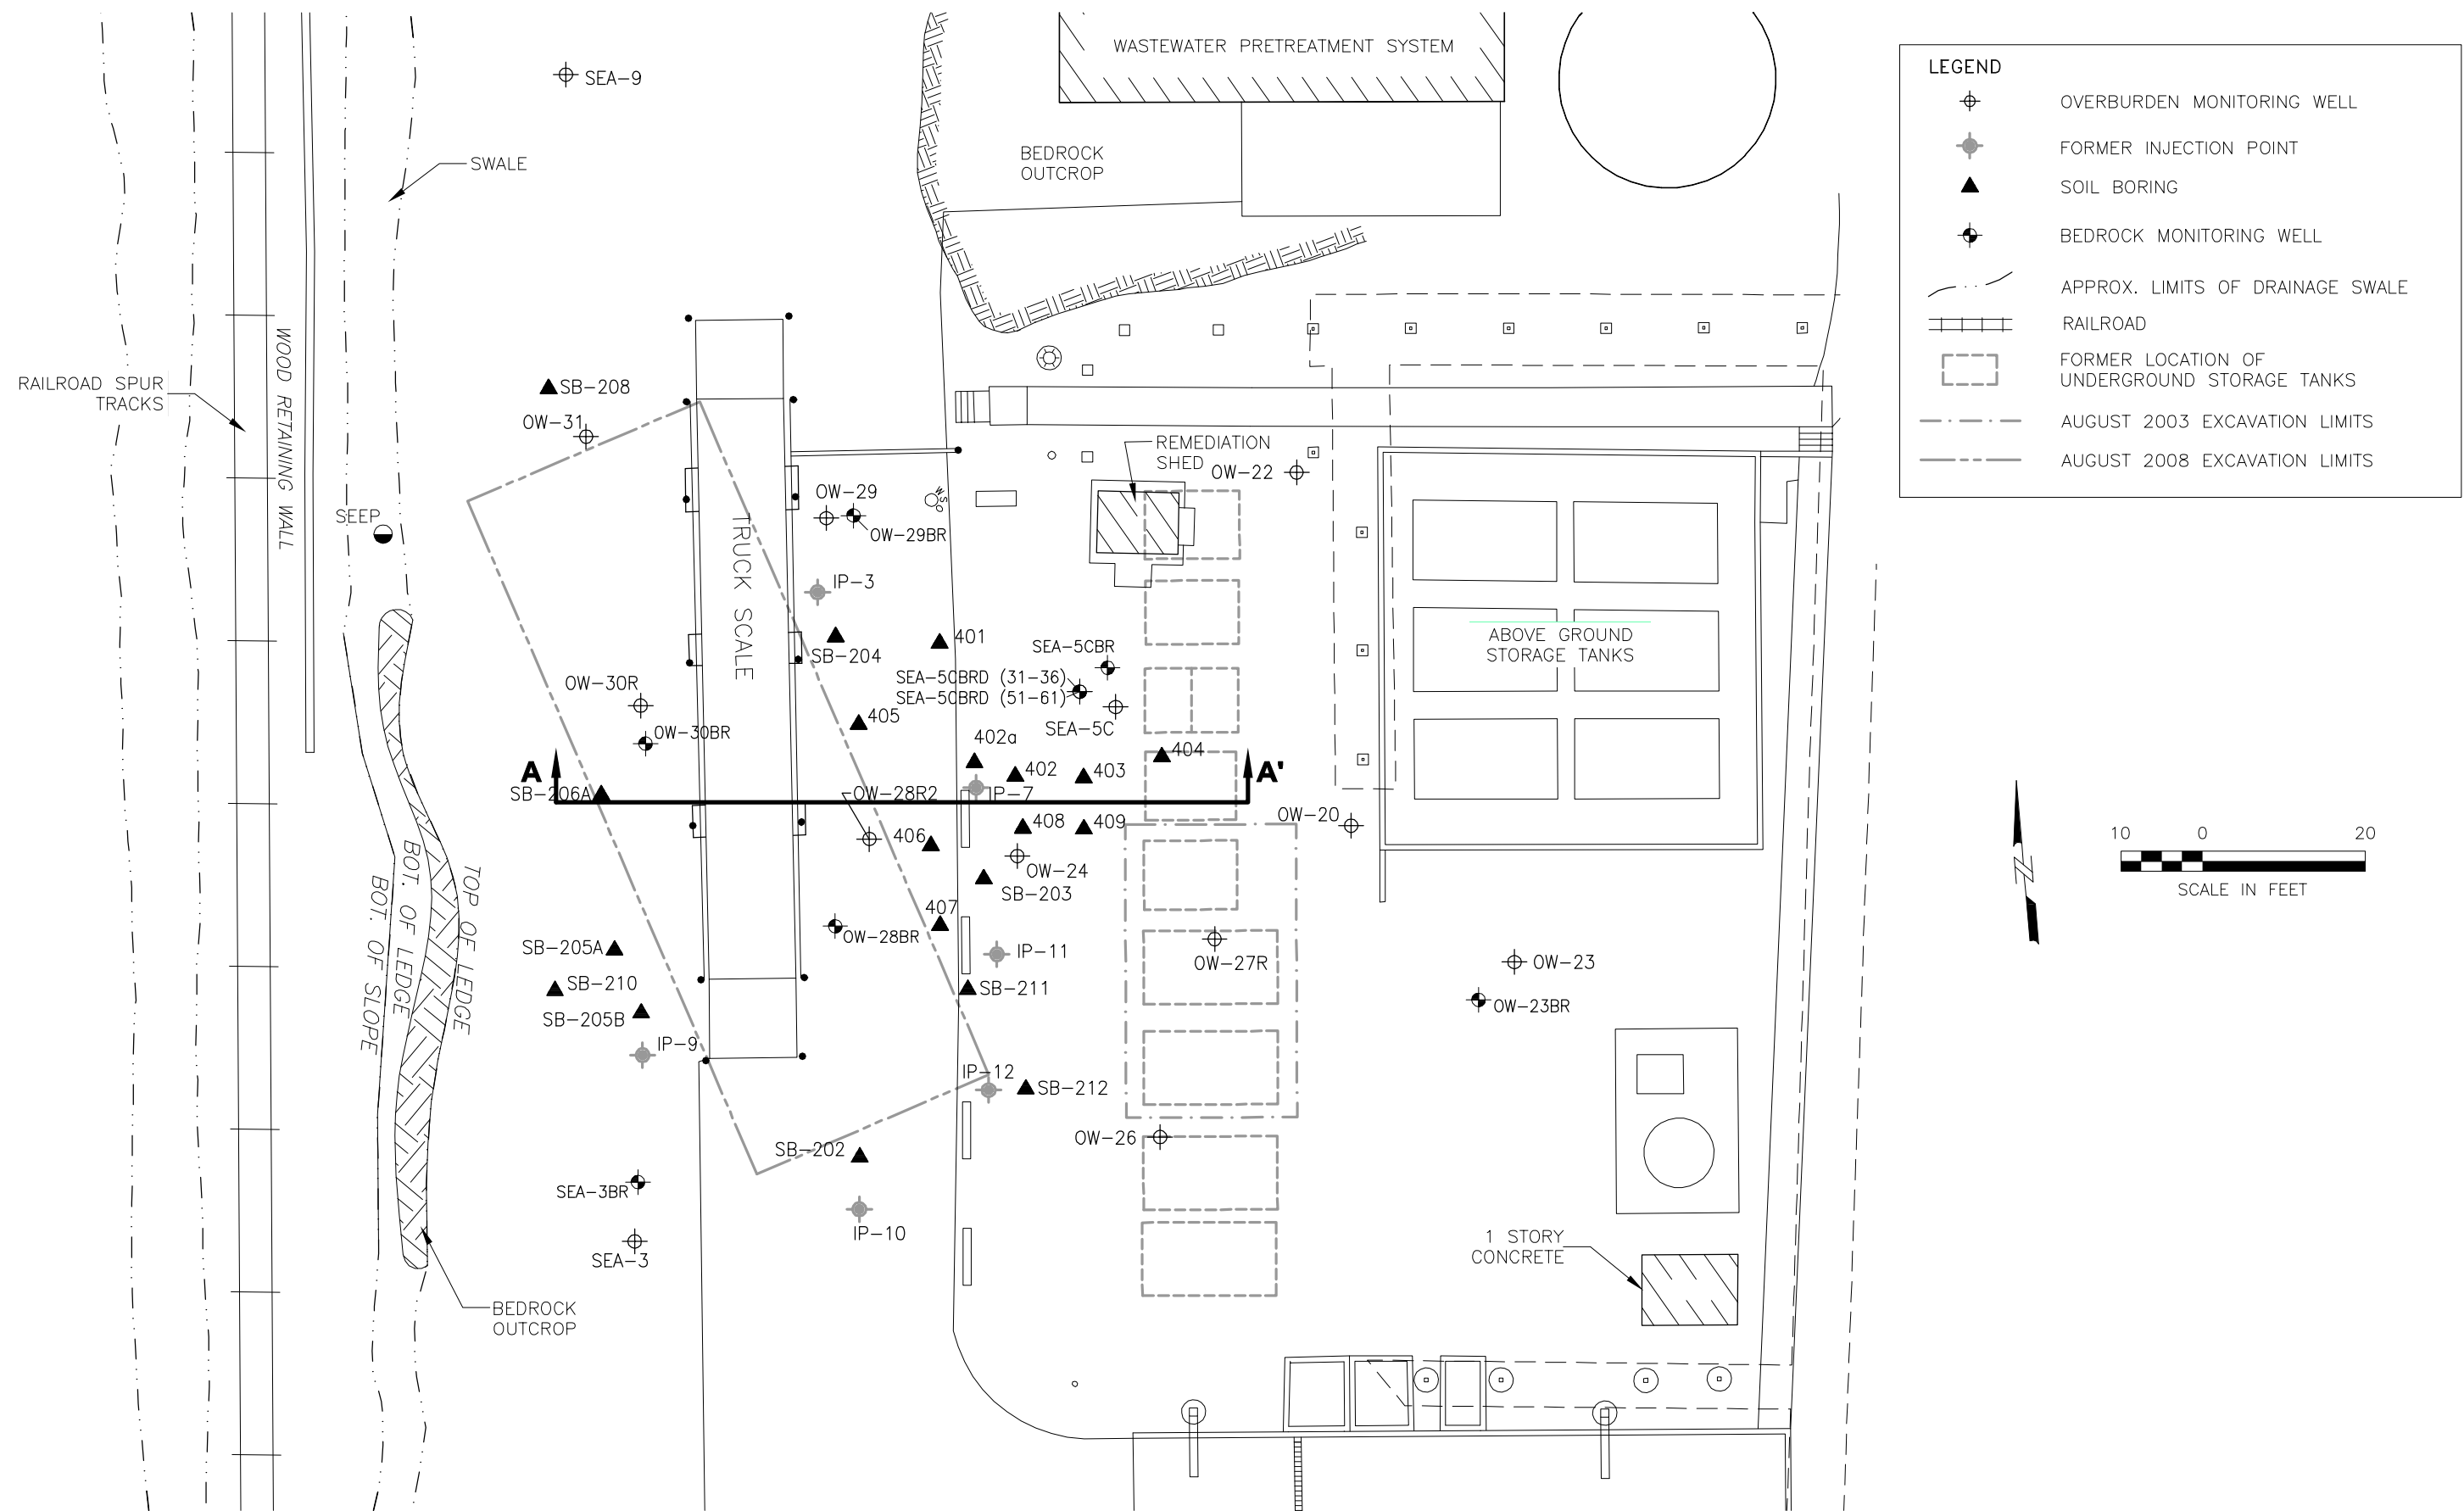 WASTEWATER PRETREATMENT SYSTEM
SEA-9
SWALE
BEDROCK
OUTCROP
LEGEND
OVERBURDEN MONITORING WELL
FORMER INJECTION POINT
SOIL BORING
BEDROCK MONITORING WELL
APPROX. LIMITS OF DRAINAGE SWALE
RAILROAD
FORMER LOCATION OF
UNDERGROUND STORAGE TANKS
AUGUST 2003 EXCAVATION LIMITS
AUGUST 2008 EXCAVATION LIMITS
RAILROAD SPUR
TRACKS
WOOD RETAINING WALL
SB-208
OW-31
SEEP
TRUCK SCALE
REMEDIATION
SHED
OW-22
OW-29
WSO
OW-29BR
IP-3
SB-204
401
SEA-5CBR
SEA-5CBRD (31-36)
SEA-5CBRD (51-61)
SEA-5C
ABOVE GROUND
STORAGE TANKS
OW-30R
OW-30BR
405
402a
402
403
404
A
A'
SB-206A
OW-28R2
IP-7
406
408
409
OW-20
OW-24
SB-203
407
OW-28BR
IP-11
OW-27R
OW-23
OW-23BR
10 0 20
SCALE IN FEET
TOP OF LEDGE
BOT. OF LEDGE
BOT. OF SLOPE
SB-205A
SB-210
SB-205B
SB-211
IP-9
IP-12
SB-212
SB-202
OW-26
SEA-3BR
IP-10
SEA-3
1 STORY
CONCRETE
BEDROCK
OUTCROP